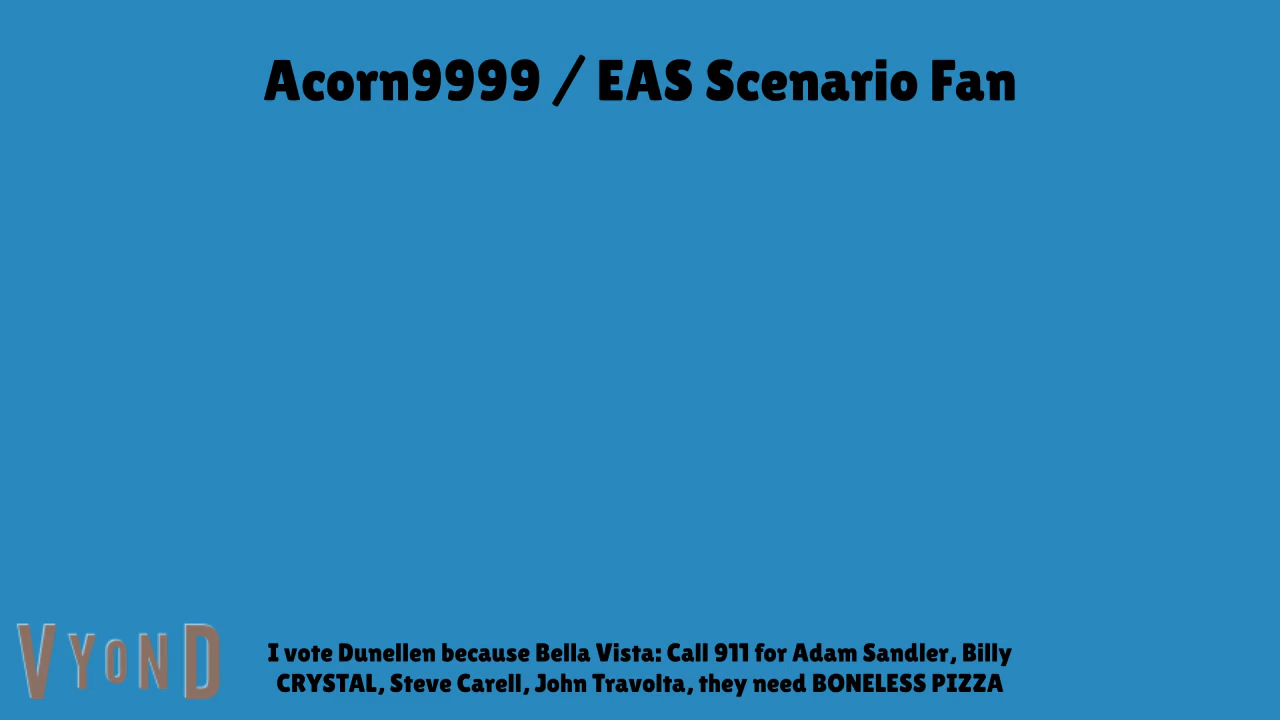 Acorn9999 / EAS Scenario Fan
I vote Dunellen because Bella Vista: Call 911 for Adam Sandler, Billy
CRYSTAL, Steve Carell, John Travolta, they need BONELESS PIZZA
VYOND